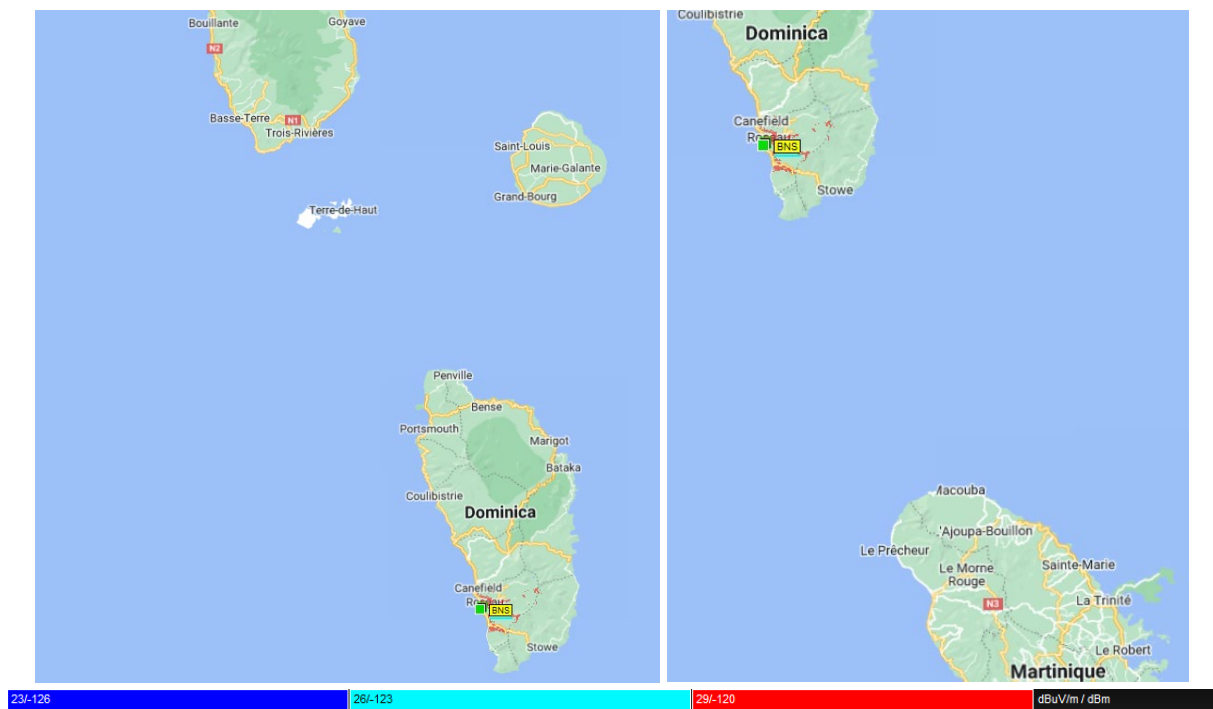 Bouillante
Goyave
N2
Basse-Terre
N1
Trois-Rivières
Saint-Louis
Marie-Galante
Grand-Bourg
Terre-de-Haut
Penville
Bense
Portsmouth
Marigot
Bataka
Coulibistrie
Dominica
Canefield
BNS
Stowe
Coulibistrie
Dominica
Canefield
BNS
Stowe
Macouba
'Ajoupa-Bouillon
Le Prêcheur
Le Morne
Rouge
Sainte-Marie
N3
La Trinité
Le Robert
Martinique
23/-126 26/-123 29/-120 dBuV/m / dBm